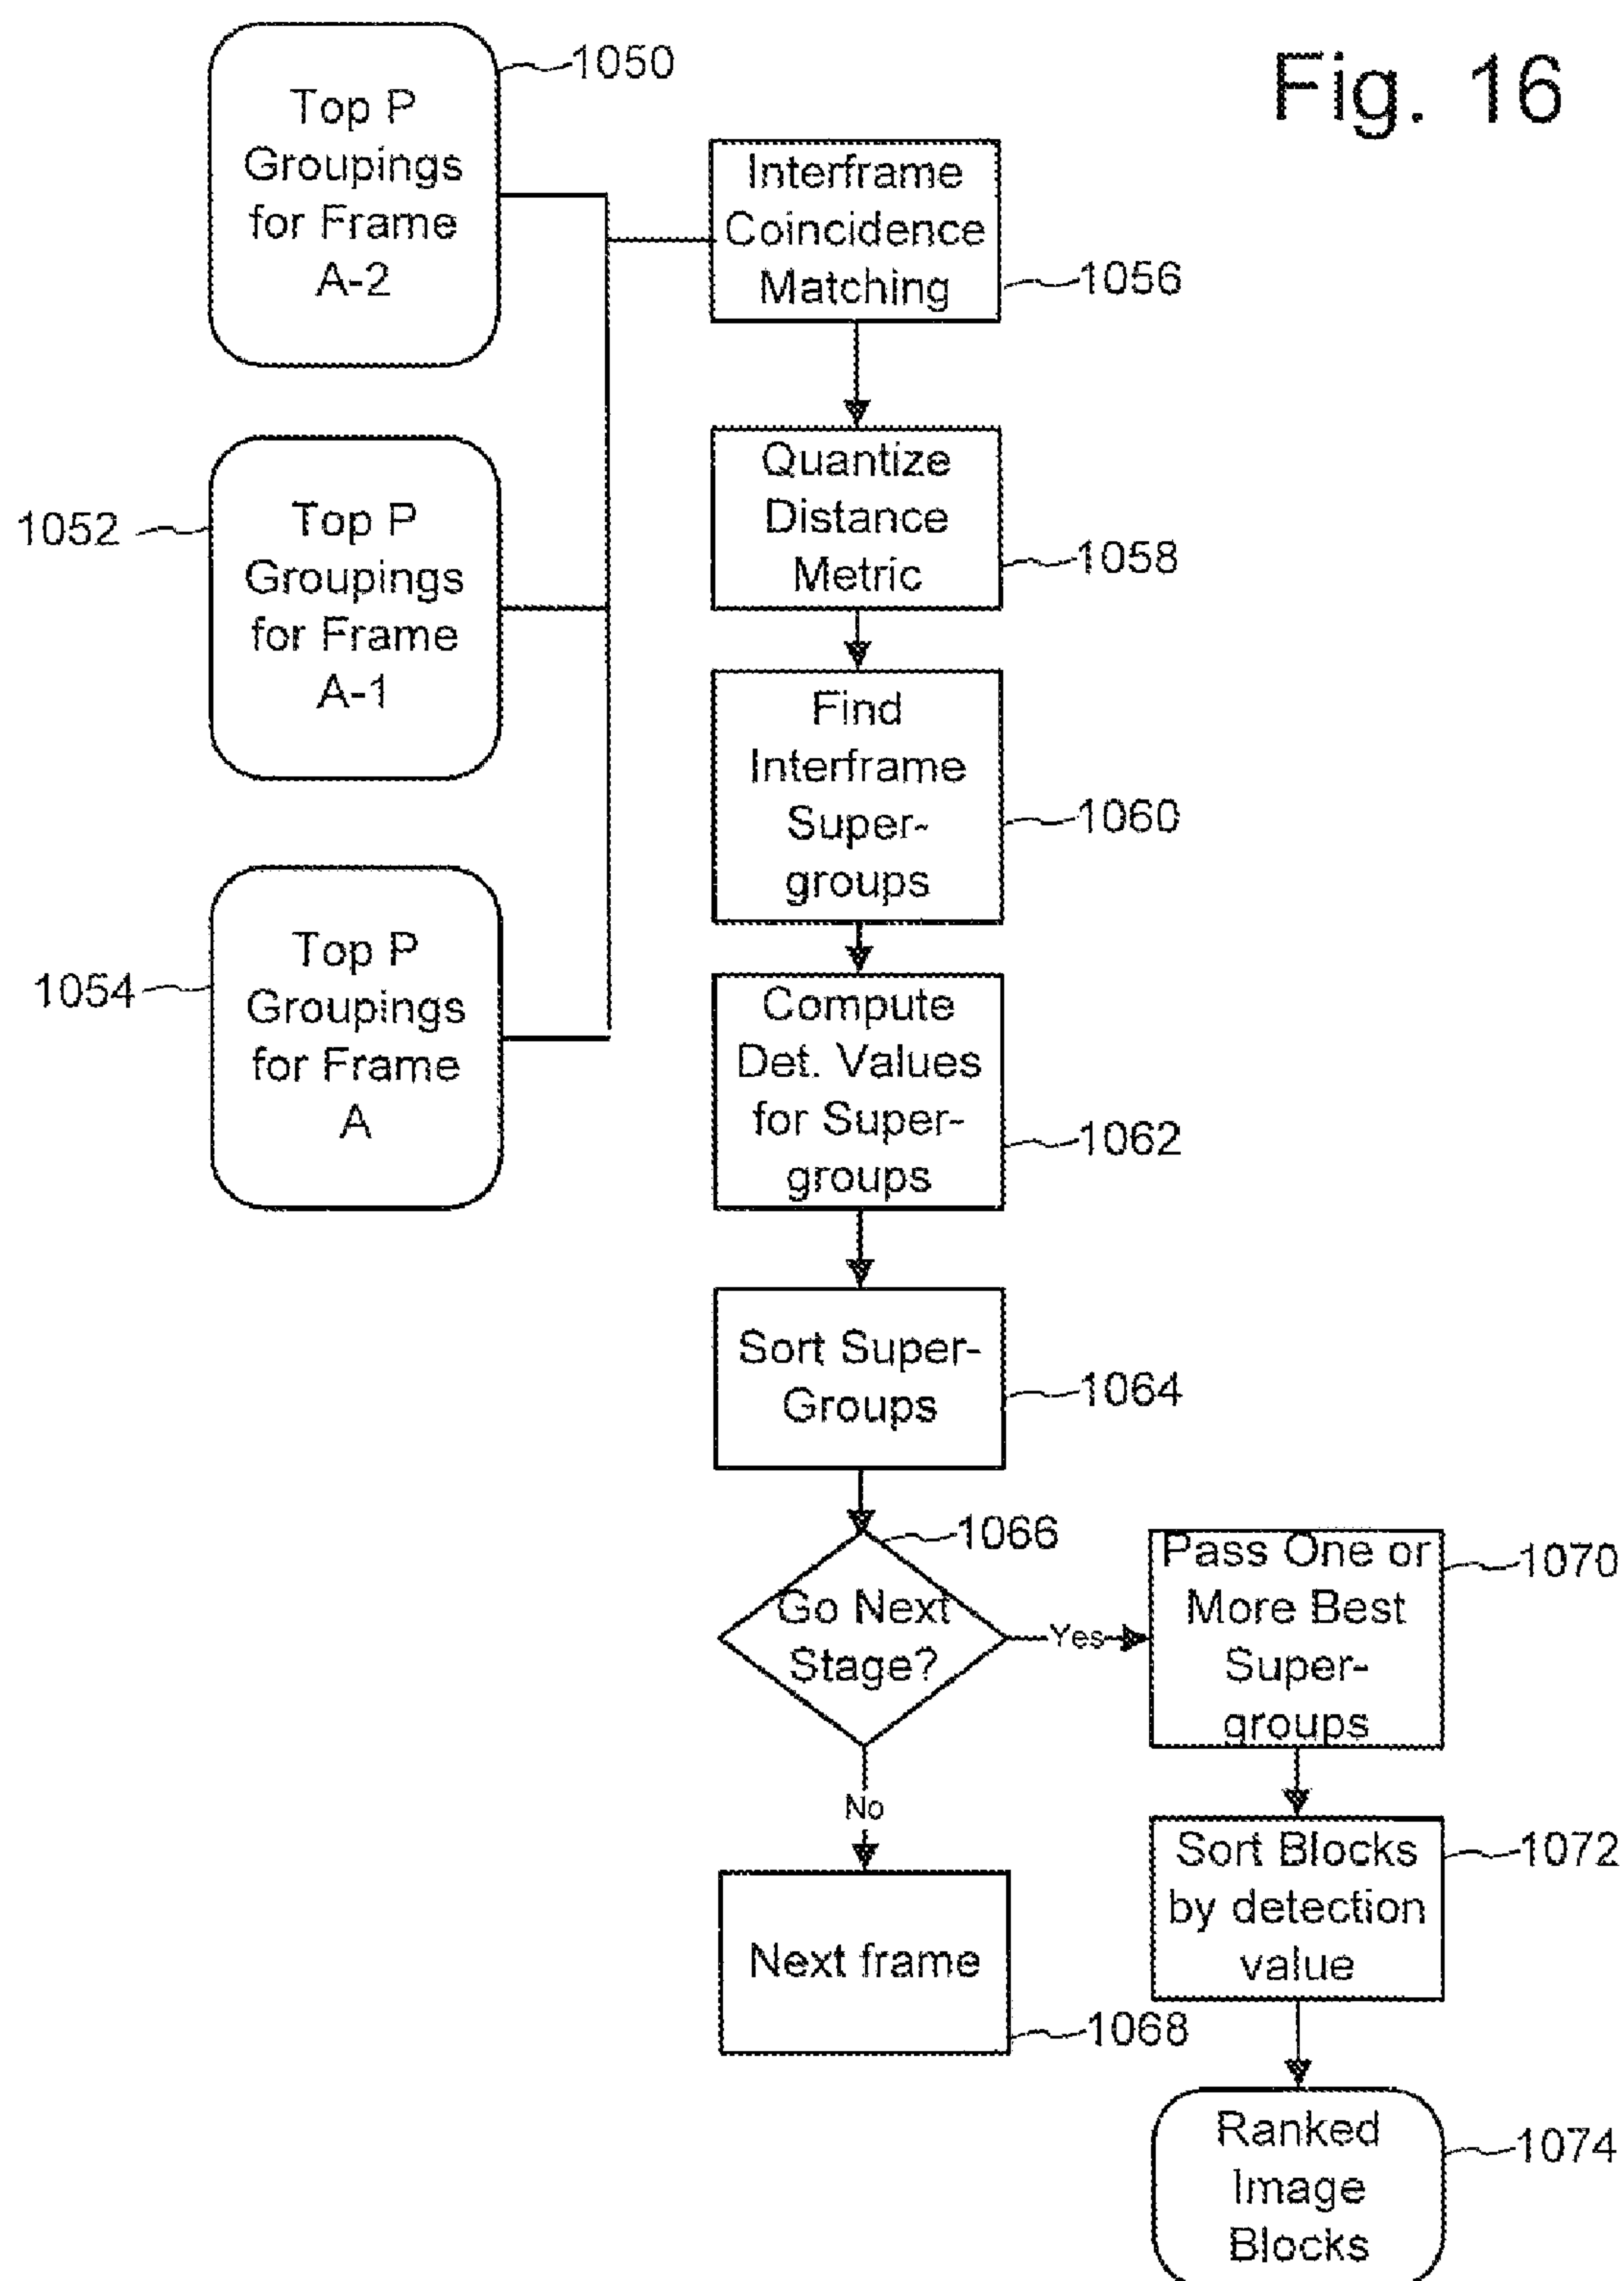 Fig. 16
1050
Top P
Groupings
for Frame
A-2
1052
Top P
Groupings
for Frame
A-1
1054
Top P
Groupings
for Frame
A
Interframe
Coincidence
Matching
1056
Quantize
Distance
Metric
1058
Find
Interframe
Super-
groups
1060
Compute
Det. Values
for Super-
groups
1062
Sort Super-
Groups
1064
1066
Go Next
Stage?
Yes
No
Next frame
1068
Pass One or
More Best
Super-
groups
1070
Sort Blocks
by detection
value
1072
Ranked
Image
Blocks
1074